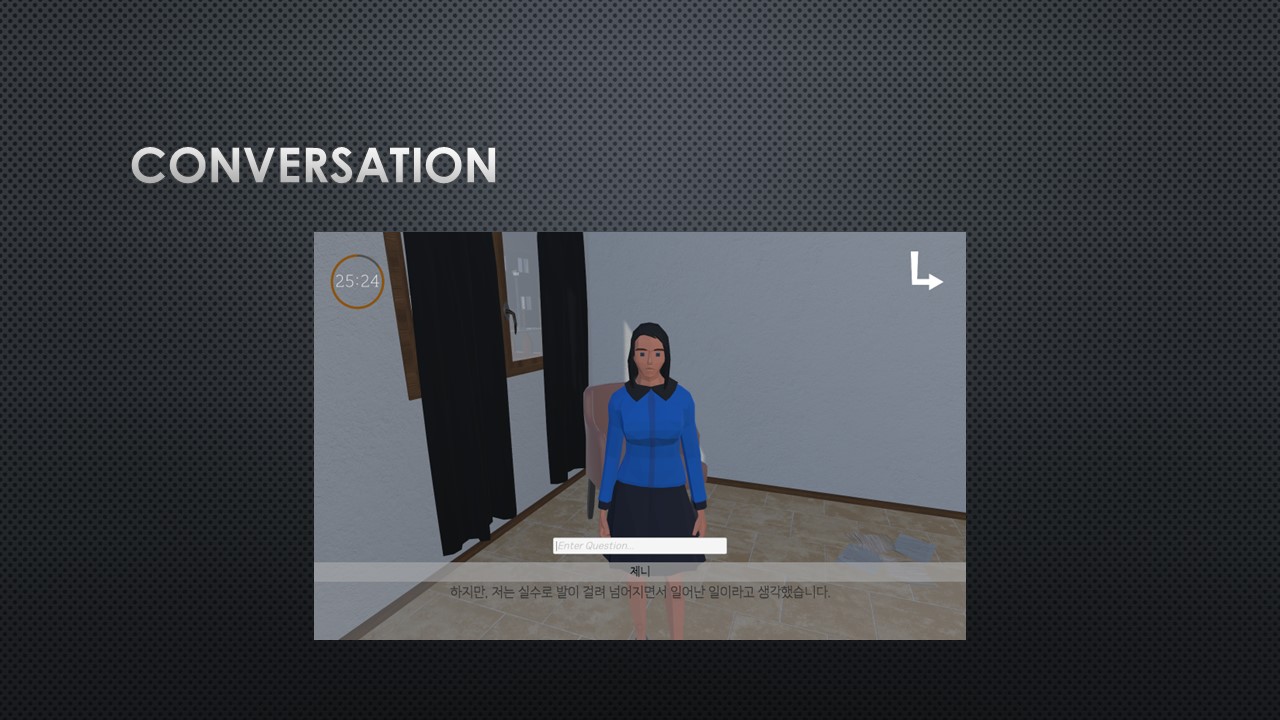 CONVERSATION
25:24
Enter Question...
제니
하지만, 저는 실수로 발이 걸려 넘어지면서 일어난 일이라고 생각했습니다.